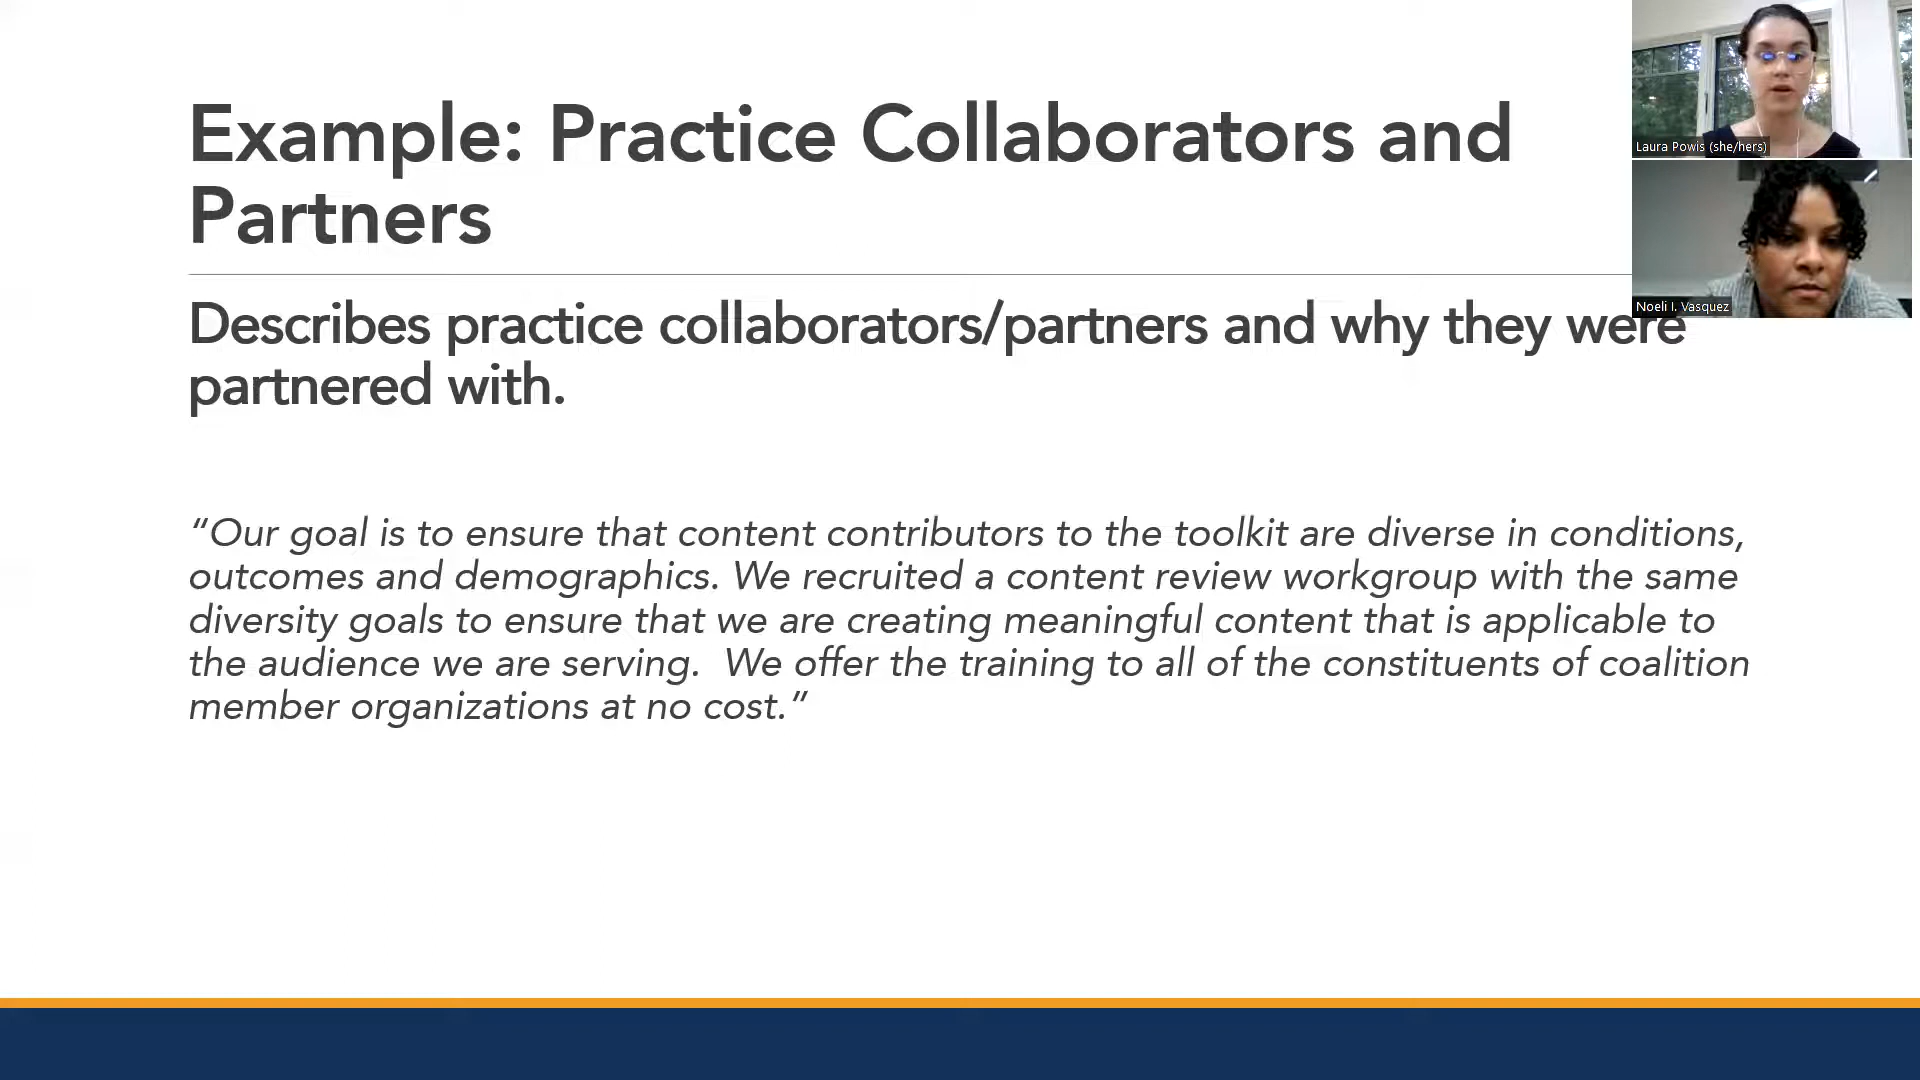 Example: Practice Collaborators and
Partners
Describes practice collaborators/partners and why they were
partnered with.
“Our goal is to ensure that content contributors to the toolkit are diverse in conditions,
outcomes and demographics. We recruited a content review workgroup with the same
diversity goals to ensure that we are creating meaningful content that is applicable to
the audience we are serving.  We offer the training to all of the constituents of coalition
member organizations at no cost.”
Laura Powis (she/hers)
Noeli I. Vasquez